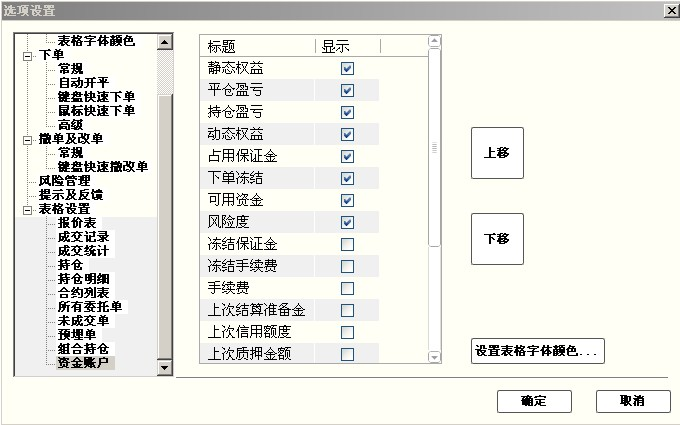 选项设置
表格字体颜色
下单
常规
自动开平
键盘快速下单
鼠标快速下单
高级
撤单及改单
常规
键盘快速撤改单
风险管理
提示及反馈
表格设置
报价表
成交记录
成交统计
持仓
持仓明细
合约列表
所有委托单
未成交单
预埋单
组合持仓
资金账户
标题 显示
静态权益
平仓盈亏
持仓盈亏
动态权益
占用保证金
下单冻结
可用资金
风险度
冻结保证金
冻结手续费
手续费
上次结算准备金
上次信用额度
上次质押金额
上移
下移
设置表格字体颜色...
确定
取消